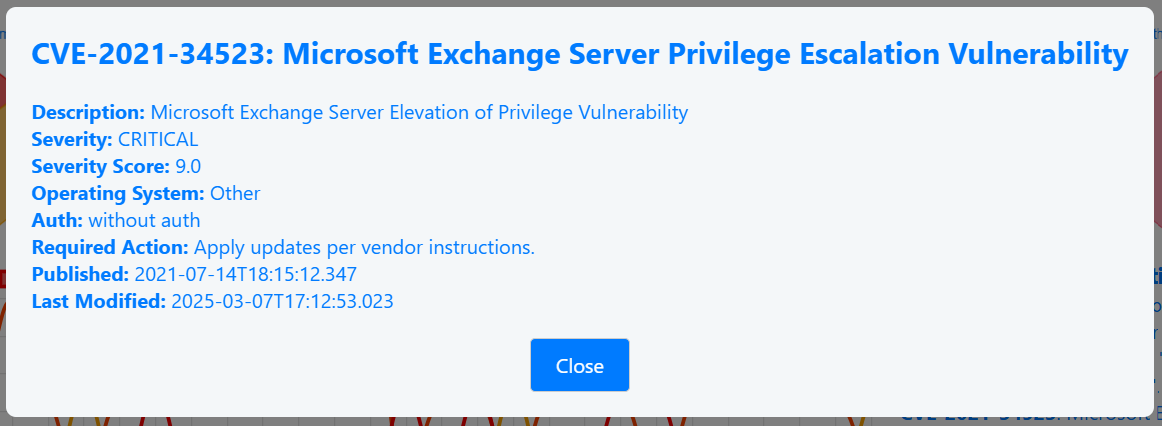 CVE-2021-34523: Microsoft Exchange Server Privilege Escalation Vulnerability
Description: Microsoft Exchange Server Elevation of Privilege Vulnerability
Severity: CRITICAL
Severity Score: 9.0
Operating System: Other
Auth: without auth
Required Action: Apply updates per vendor instructions.
Published: 2021-07-14T18:15:12.347
Last Modified: 2025-03-07T17:12:53.023
Close